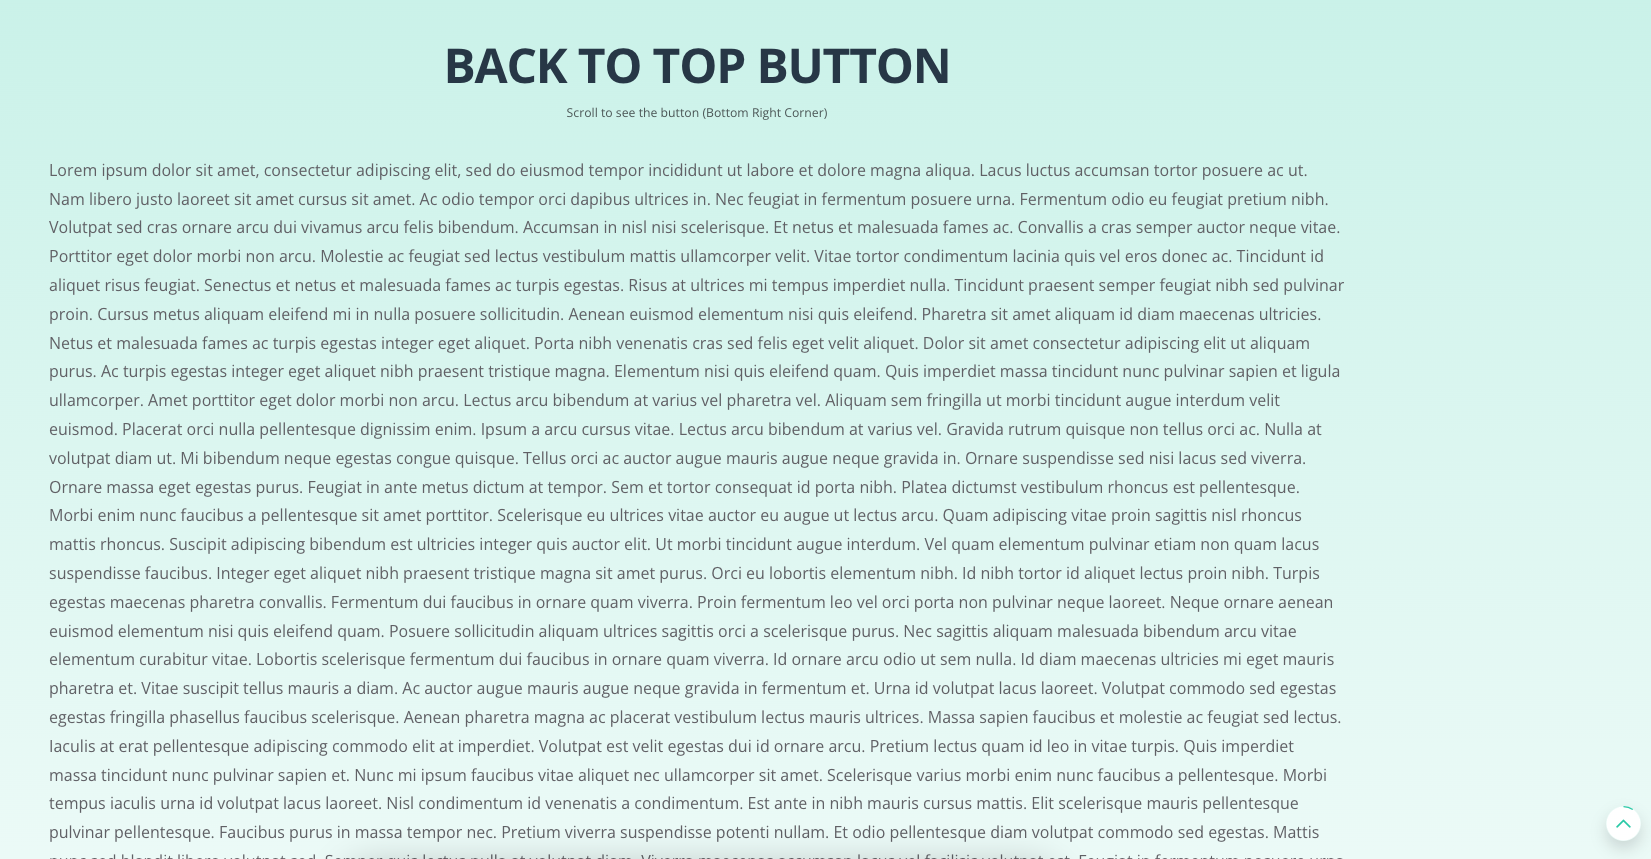 BACK TO TOP BUTTON
Scroll to see the button (Bottom Right Corner)
Lorem ipsum dolor sit amet, consectetur adipiscing elit, sed do eiusmod tempor incididunt ut labore et dolore magna aliqua. Lacus luctus accumsan tortor posuere ac ut.
Nam libero justo laoreet sit amet cursus sit amet. Ac odio tempor orci dapibus ultrices in. Nec feugiat in fermentum posuere urna. Fermentum odio eu feugiat pretium nibh.
Volutpat sed cras ornare arcu dui vivamus arcu felis bibendum. Accumsan in nisl nisi scelerisque. Et netus et malesuada fames ac. Convallis a cras semper auctor neque vitae.
Porttitor eget dolor morbi non arcu. Molestie ac feugiat sed lectus vestibulum mattis ullamcorper velit. Vitae tortor condimentum lacinia quis vel eros donec ac. Tincidunt id
aliquet risus feugiat. Senectus et netus et malesuada fames ac turpis egestas. Risus at ultrices mi tempus imperdiet nulla. Tincidunt praesent semper feugiat nibh sed pulvinar
proin. Cursus metus aliquam eleifend mi in nulla posuere sollicitudin. Aenean euismod elementum nisi quis eleifend. Pharetra sit amet aliquam id diam maecenas ultricies.
Netus et malesuada fames ac turpis egestas integer eget aliquet. Porta nibh venenatis cras sed felis eget velit aliquet. Dolor sit amet consectetur adipiscing elit ut aliquam
purus. Ac turpis egestas integer eget aliquet nibh praesent tristique magna. Elementum nisi quis eleifend quam. Quis imperdiet massa tincidunt nunc pulvinar sapien et ligula
ullamcorper. Amet porttitor eget dolor morbi non arcu. Lectus arcu bibendum at varius vel pharetra vel. Aliquam sem fringilla ut morbi tincidunt augue interdum velit
euismod. Placerat orci nulla pellentesque dignissim enim. Ipsum a arcu cursus vitae. Lectus arcu bibendum at varius vel. Gravida rutrum quisque non tellus orci ac. Nulla at
volutpat diam ut. Mi bibendum neque egestas congue quisque. Tellus orci ac auctor augue mauris augue neque gravida in. Ornare suspendisse sed nisi lacus sed viverra.
Ornare massa eget egestas purus. Feugiat in ante metus dictum at tempor. Sem et tortor consequat id porta nibh. Platea dictumst vestibulum rhoncus est pellentesque.
Morbi enim nunc faucibus a pellentesque sit amet porttitor. Scelerisque eu ultrices vitae auctor eu augue ut lectus arcu. Quam adipiscing vitae proin sagittis nisl rhoncus
mattis rhoncus. Suscipit adipiscing bibendum est ultricies integer quis auctor elit. Ut morbi tincidunt augue interdum. Vel quam elementum pulvinar etiam non quam lacus
suspendisse faucibus. Integer eget aliquet nibh praesent tristique magna sit amet purus. Orci eu lobortis elementum nibh. Id nibh tortor id aliquet lectus proin nibh. Turpis
egestas maecenas pharetra convallis. Fermentum dui faucibus in ornare quam viverra. Proin fermentum leo vel orci porta non pulvinar neque laoreet. Neque ornare aenean
euismod elementum nisi quis eleifend quam. Posuere sollicitudin aliquam ultrices sagittis orci a scelerisque purus. Nec sagittis aliquam malesuada bibendum arcu vitae
elementum curabitur vitae. Lobortis scelerisque fermentum dui faucibus in ornare quam viverra. Id ornare arcu odio ut sem nulla. Id diam maecenas ultricies mi eget mauris
pharetra et. Vitae suscipit tellus mauris a diam. Ac auctor augue mauris augue neque gravida in fermentum et. Urna id volutpat lacus laoreet. Volutpat commodo sed egestas
egestas fringilla phasellus faucibus scelerisque. Aenean pharetra magna ac placerat vestibulum lectus mauris ultrices. Massa sapien faucibus et molestie ac feugiat sed lectus.
Iaculis at erat pellentesque adipiscing commodo elit at imperdiet. Volutpat est velit egestas dui id ornare arcu. Pretium lectus quam id leo in vitae turpis. Quis imperdiet
massa tincidunt nunc pulvinar sapien et. Nunc mi ipsum faucibus vitae aliquet nec ullamcorper sit amet. Scelerisque varius morbi enim nunc faucibus a pellentesque. Morbi
tempus iaculis urna id volutpat lacus laoreet. Nisl condimentum id venenatis a condimentum. Est ante in nibh mauris cursus mattis. Elit scelerisque mauris pellentesque
pulvinar pellentesque. Faucibus purus in massa tempor nec. Pretium viverra suspendisse potenti nullam. Et odio pellentesque diam volutpat commodo sed egestas. Mattis